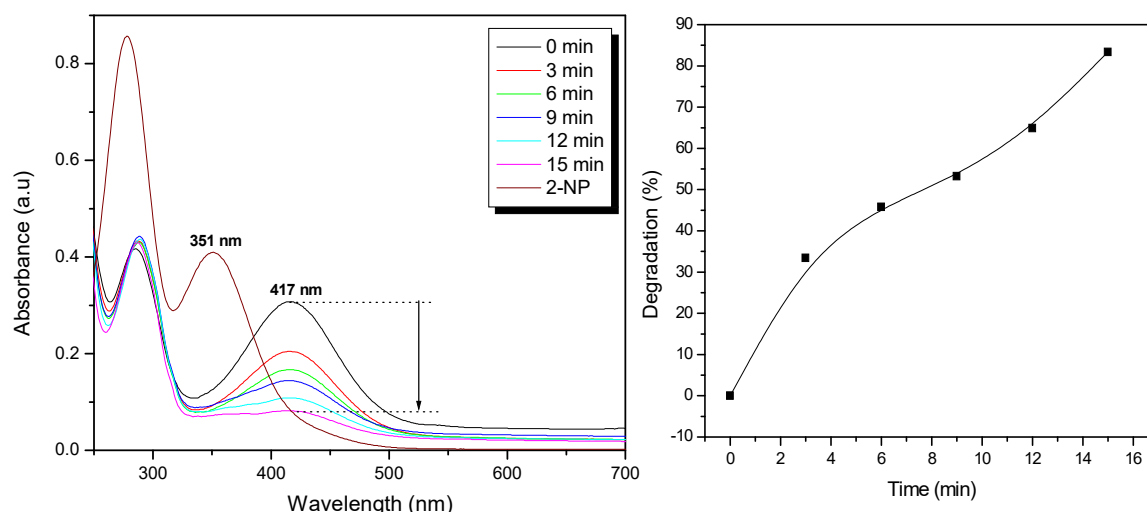 0.8
0.6
0.4
0.2
0.0
Absorbance (a.u)
300
400
500
600
700
Wavelength (nm)
351 nm
417 nm
0 min
3 min
6 min
9 min
12 min
15 min
2-NP
90
80
70
60
50
40
30
20
10
0
-10
Degradation (%)
0
2
4
6
8
10
12
14
16
Time (min)